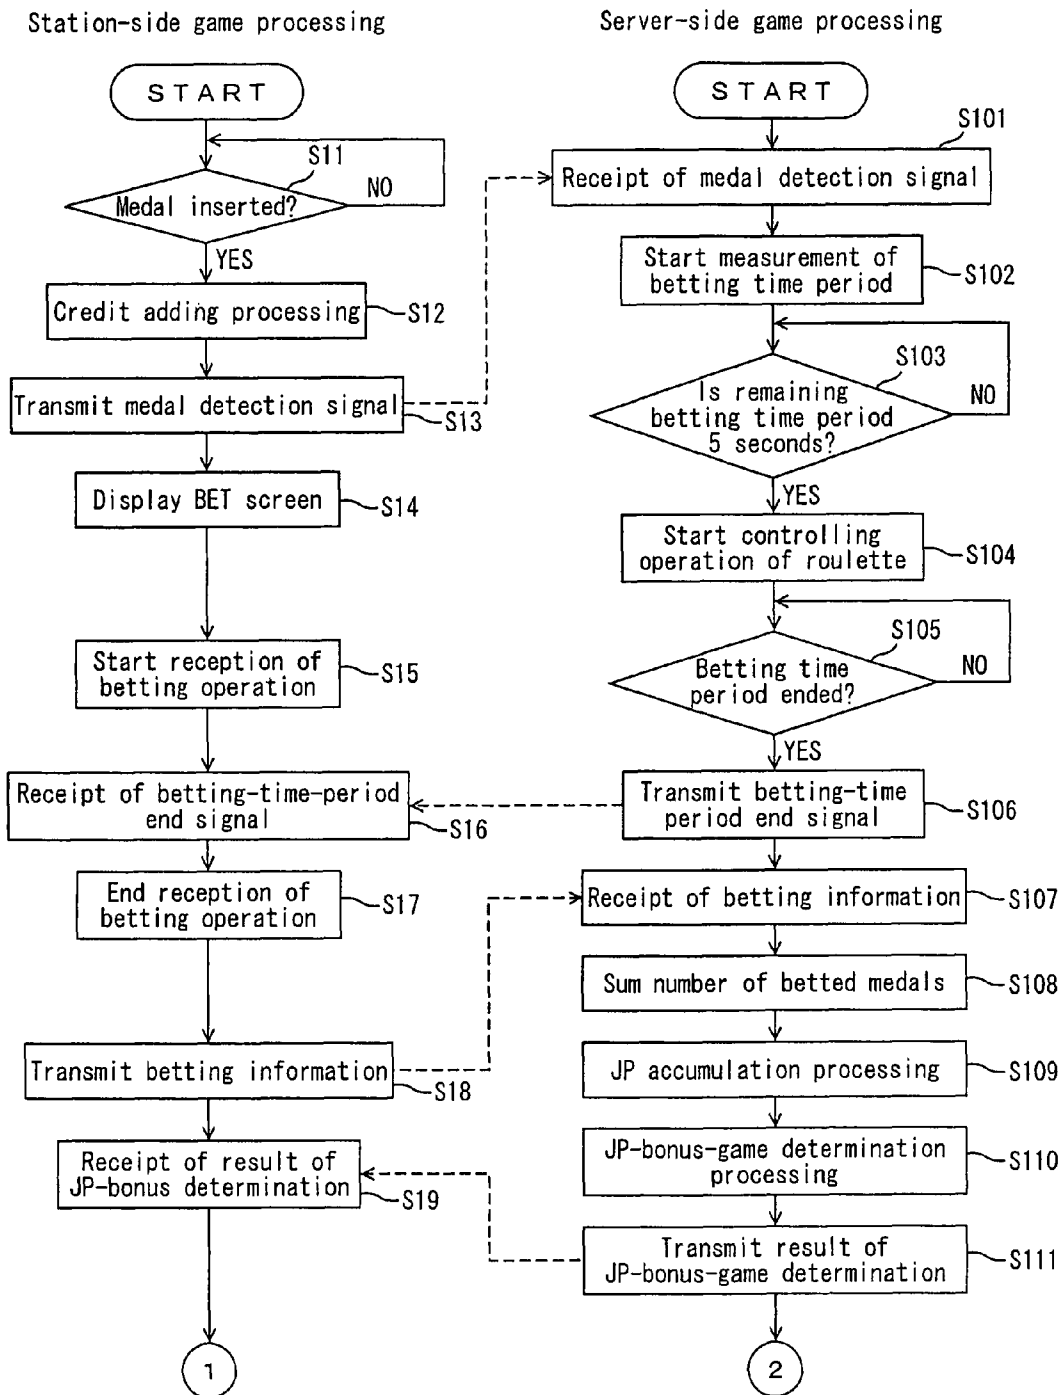 Station-side game processing
START
S11
Medal inserted?
NO
YES
Credit adding processing
S12
Transmit medal detection signal
S13
Display BET screen
S14
Start reception of
betting operation
S15
Receipt of betting-time-period
end signal
S16
End reception of
betting operation
S17
Transmit betting information
S18
Receipt of result of
JP-bonus determination
S19
1
Server-side game processing
START
S101
Receipt of medal detection signal
Start measurement of
betting time period
S102
S103
Is remaining
betting time period
5 seconds?
NO
YES
Start controlling
operation of roulette
S104
S105
Betting time
period ended?
NO
YES
Transmit betting-time
period end signal
S106
Receipt of betting information
S107
Sum number of betted medals
S108
JP accumulation processing
S109
JP-bonus-game determination
processing
S110
Transmit result of
JP-bonus-game determination
S111
2